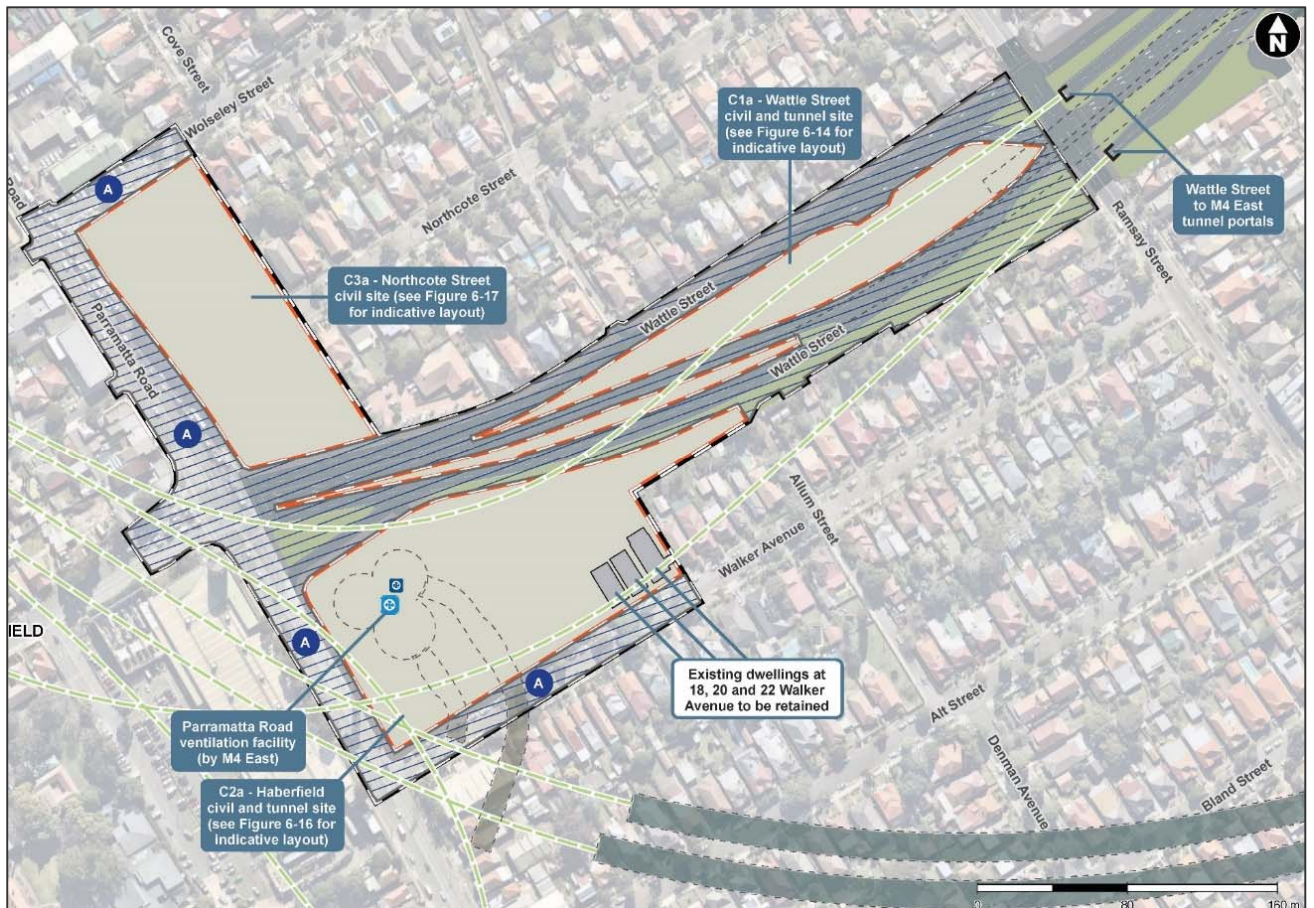 N
Cove Street
Wolseley Street
Northcote Street
C1a - Wattle Street
civil and tunnel site
(see Figure 6-14 for
indicative layout)
Wattle Street
to M4 East
tunnel portals
Ramsay Street
A
Road
C3a - Northcote Street
civil site (see Figure 6-17
for indicative layout)
Parramatta Road
Wattle Street
Wattle Street
A
Allum Street
Walker Avenue
IELD
A
A
Existing dwellings at
18, 20 and 22 Walker
Avenue to be retained
Parramatta Road
ventilation facility
(by M4 East)
Alt Street
Denman Avenue
Bland Street
C2a - Haberfield
civil and tunnel site
(see Figure 6-16 for
indicative layout)
0 80 160 m